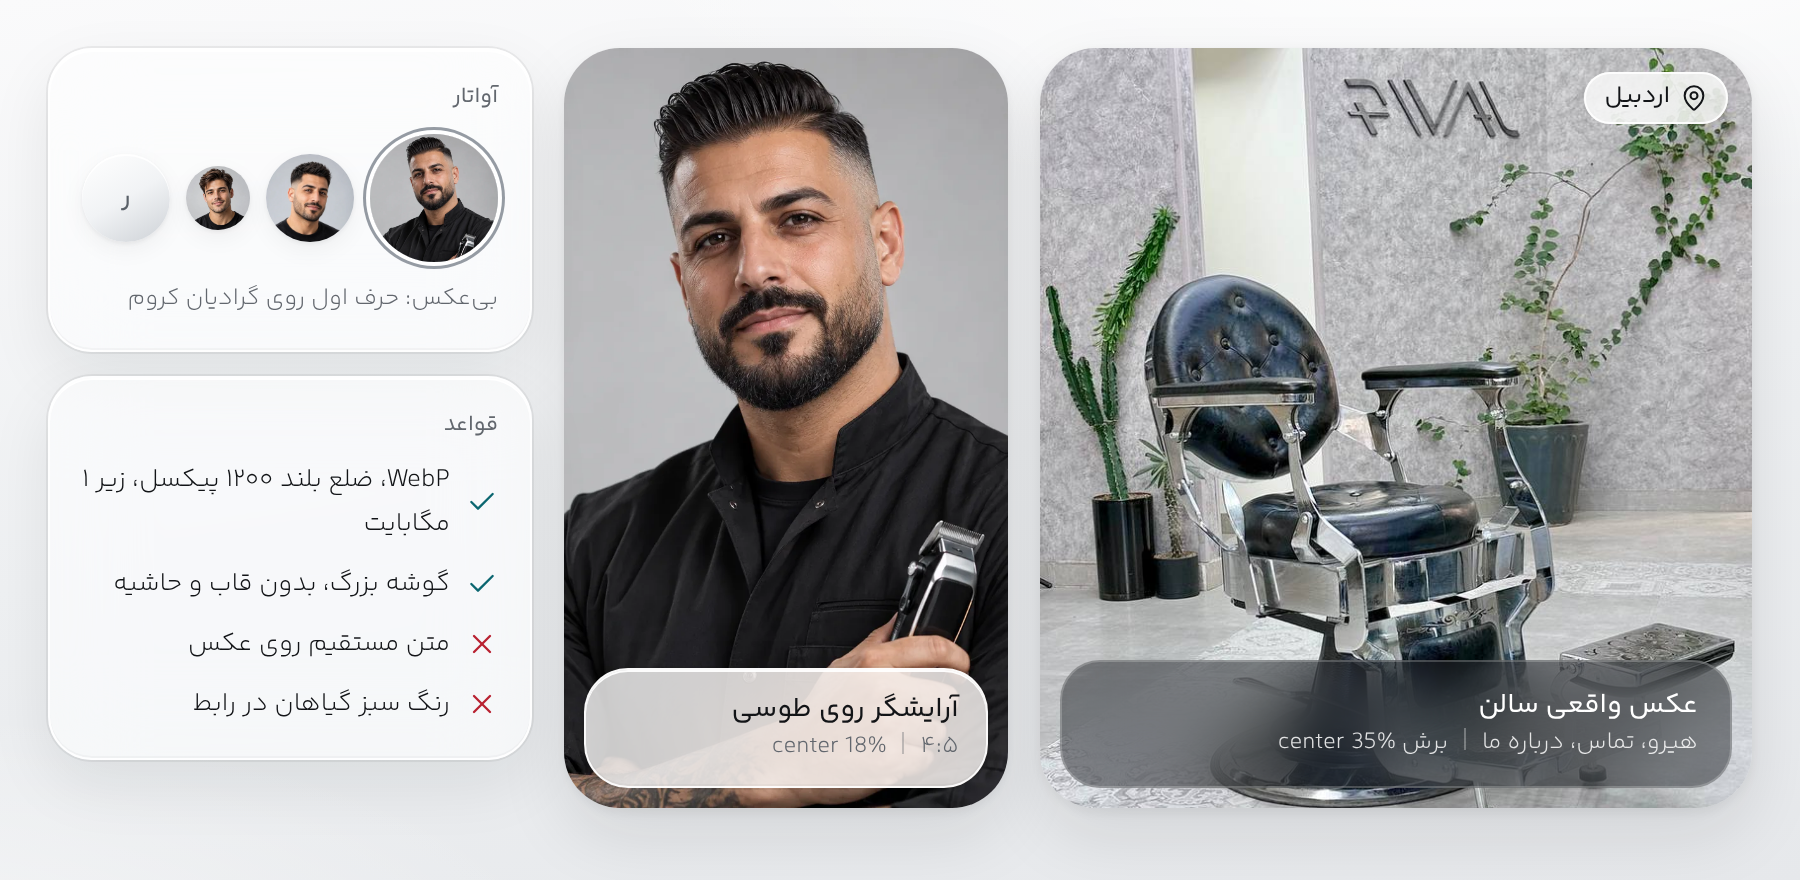 RIVAL
اردبیل
عکس واقعی سالن
هیرو، تماس، درباره ما | برش center 35%
آرایشگر روی طوسی
۴:۵ | center 18%
آواتار
ر
بی‌عکس: حرف اول روی گرادیان کروم
قواعد
WebP، ضلع بلند ۱۲۰۰ پیکسل، زیر ۱
مگابایت
گوشه بزرگ، بدون قاب و حاشیه
متن مستقیم روی عکس
رنگ سبز گیاهان در رابط